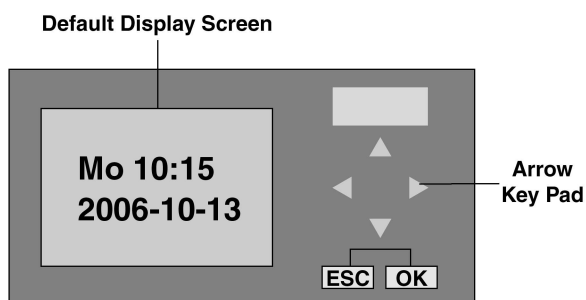 Default Display Screen
Mo 10:15
2006-10-13
Arrow
Key Pad
ESC OK